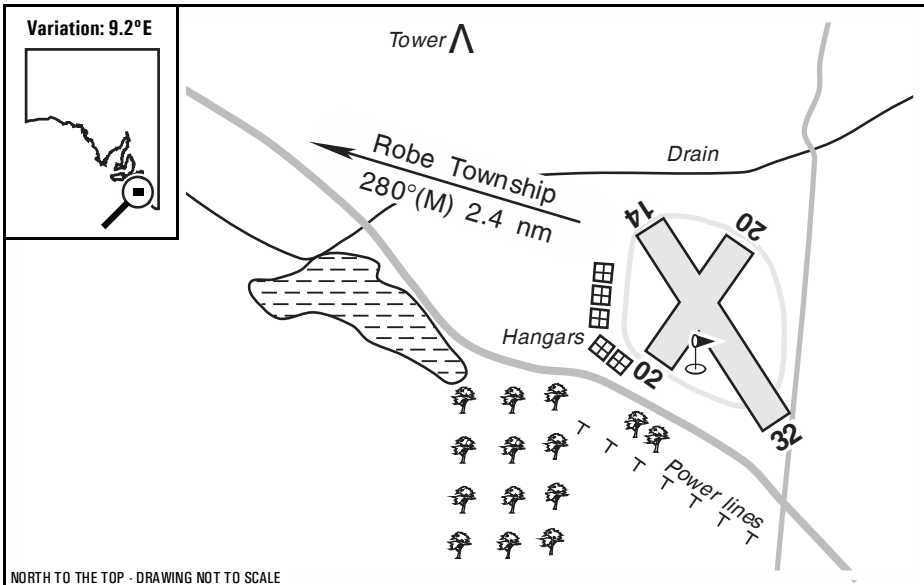 Variation: 9.2°E
Tower
Robe Township
280°(M) 2.4 nm
Drain
14
20
Hangars
02
32
Power lines
NORTH TO THE TOP - DRAWING NOT TO SCALE